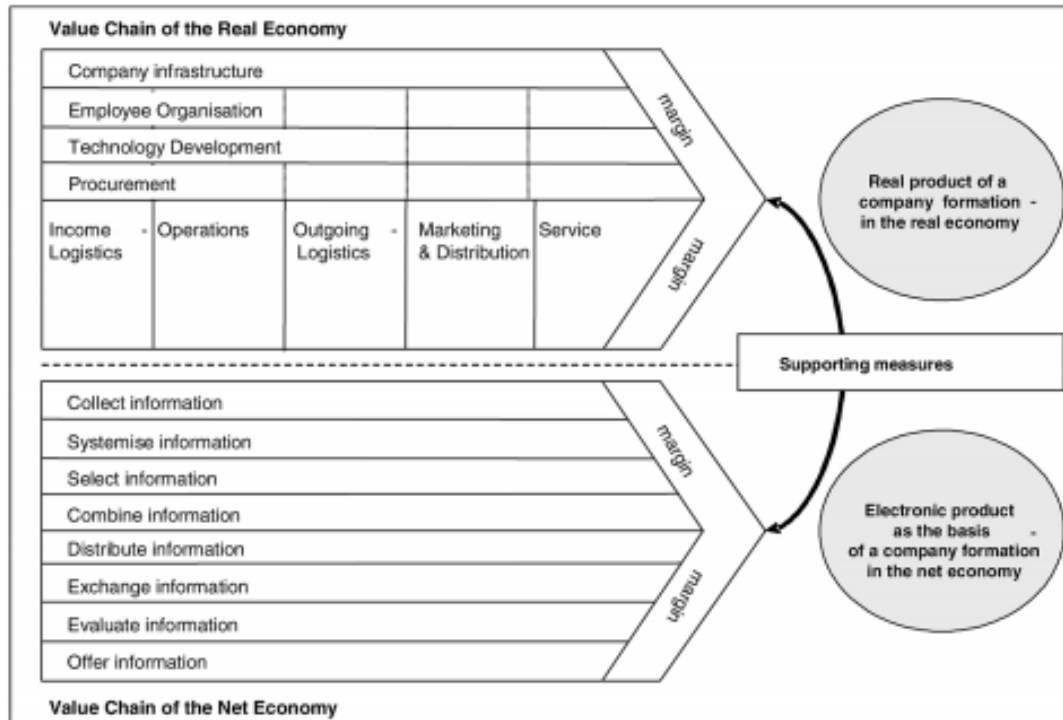 Value Chain of the Real Economy
Company infrastructure
Employee Organisation
Technology Development
Procurement
Income - Operations Outgoing - Marketing Service
Logistics Logistics & Distribution
margin
margin
Real product of a
company formation -
in the real economy
Supporting measures
Collect information
Systemise information
Select information
Combine information
Distribute information
Exchange information
Evaluate information
Offer information
margin
margin
Electronic product
as the basis -
of a company formation
in the net economy
Value Chain of the Net Economy